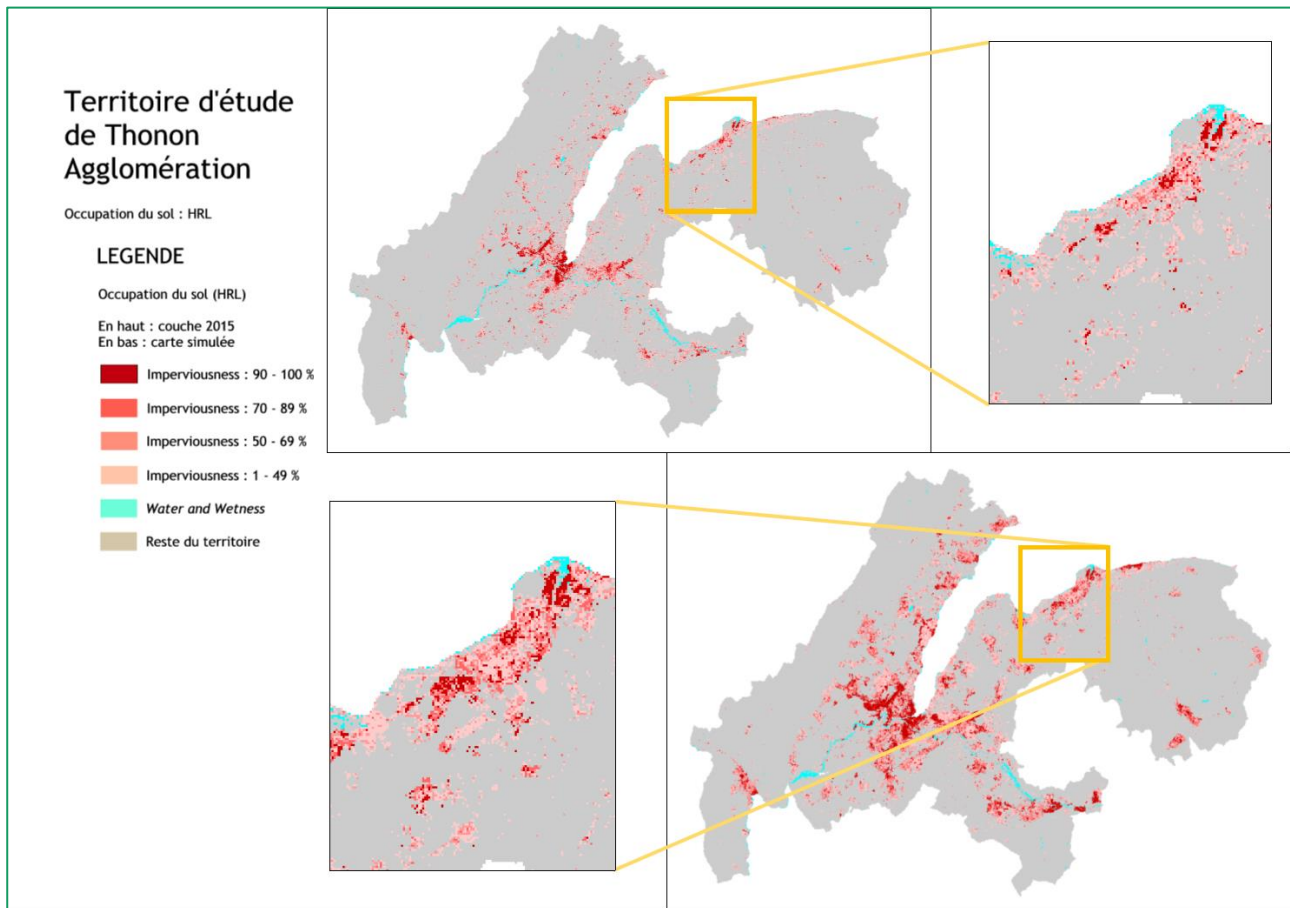 Territoire d'étude
de Thonon
Agglomération
Occupation du sol : HRL
LEGENDE
Occupation du sol (HRL)
En haut : couche 2015
En bas : carte simulée
Imperviousness : 90 - 100 %
Imperviousness : 70 - 89 %
Imperviousness : 50 - 69 %
Imperviousness : 1 - 49 %
Water and Wetness
Reste du territoire